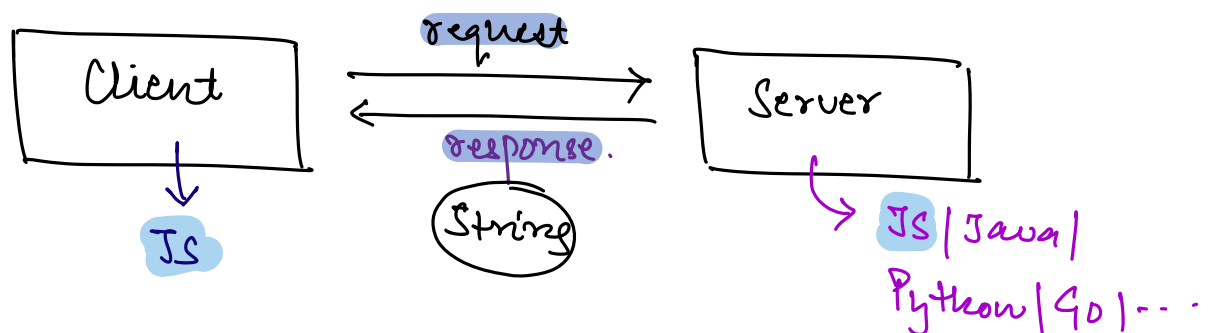 request
Client
Server
response.
String
JS
JS | Java |
Python | GO | ...